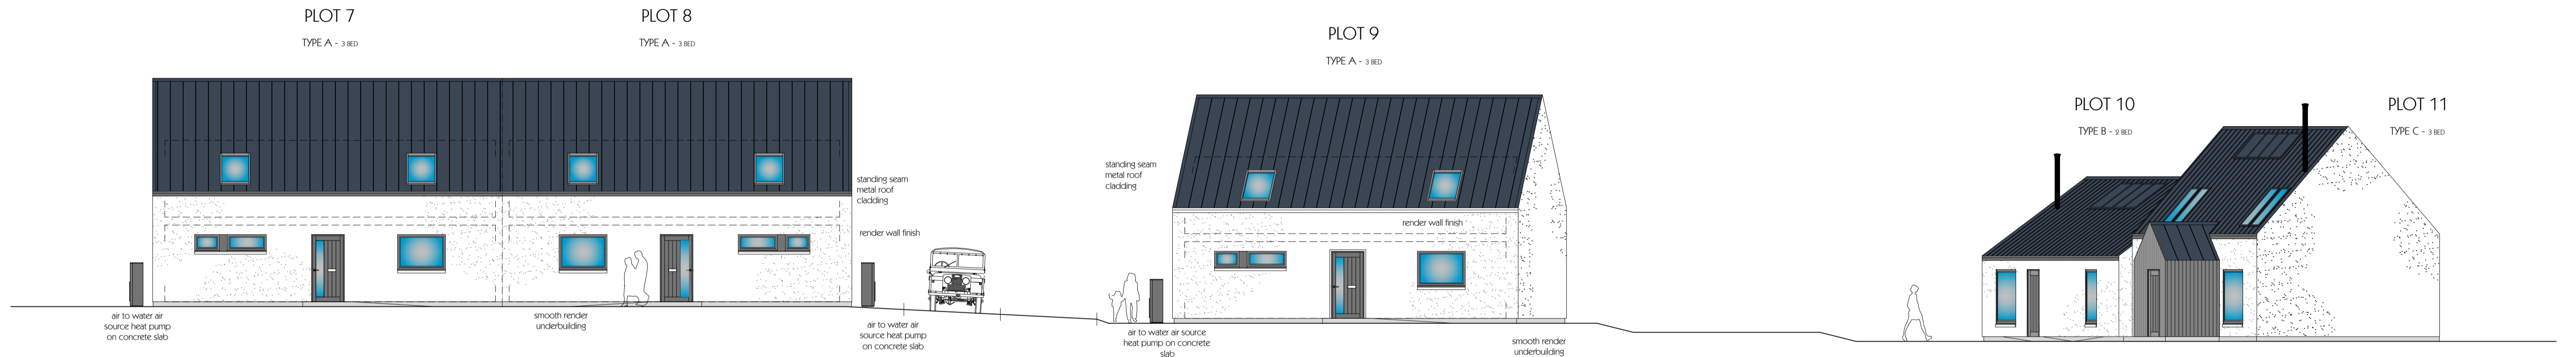 PLOT 7
TYPE A - 3 BED
PLOT 8
TYPE A - 3 BED
standing seam
metal roof
cladding
render wall finish
air to water air
source heat pump
on concrete slab
smooth render
underbuilding
air to water air
source heat pump
on concrete slab
PLOT 9
TYPE A - 3 BED
standing seam
metal roof
cladding
render wall finish
air to water air source
heat pump on concrete
slab
smooth render
underbuilding
PLOT 10
TYPE B - 2 BED
PLOT 11
TYPE C - 3 BED